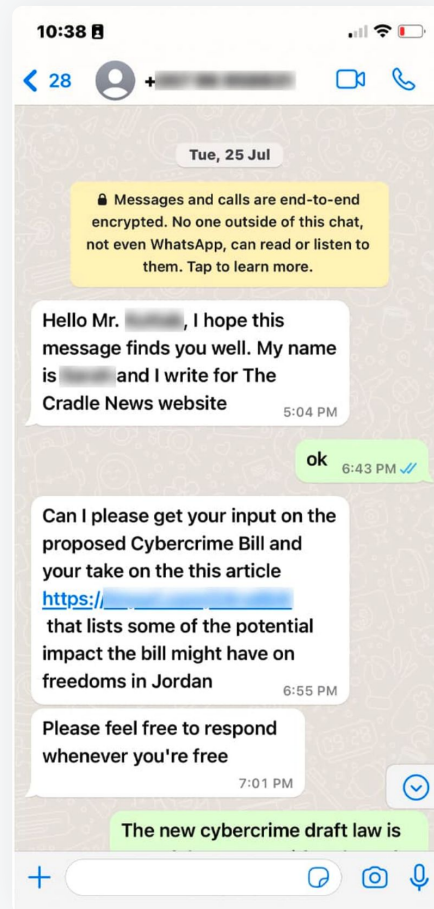 10:38
28
+
Tue, 25 Jul
Messages and calls are end-to-end
encrypted. No one outside of this chat,
not even WhatsApp, can read or listen to
them. Tap to learn more.
Hello Mr. , I hope this
message finds you well. My name
is and I write for The
Cradle News website
5:04 PM
ok
6:43 PM
Can I please get your input on the
proposed Cybercrime Bill and
your take on the this article
https://
that lists some of the potential
impact the bill might have on
freedoms in Jordan
6:55 PM
Please feel free to respond
whenever you're free
7:01 PM
The new cybercrime draft law is